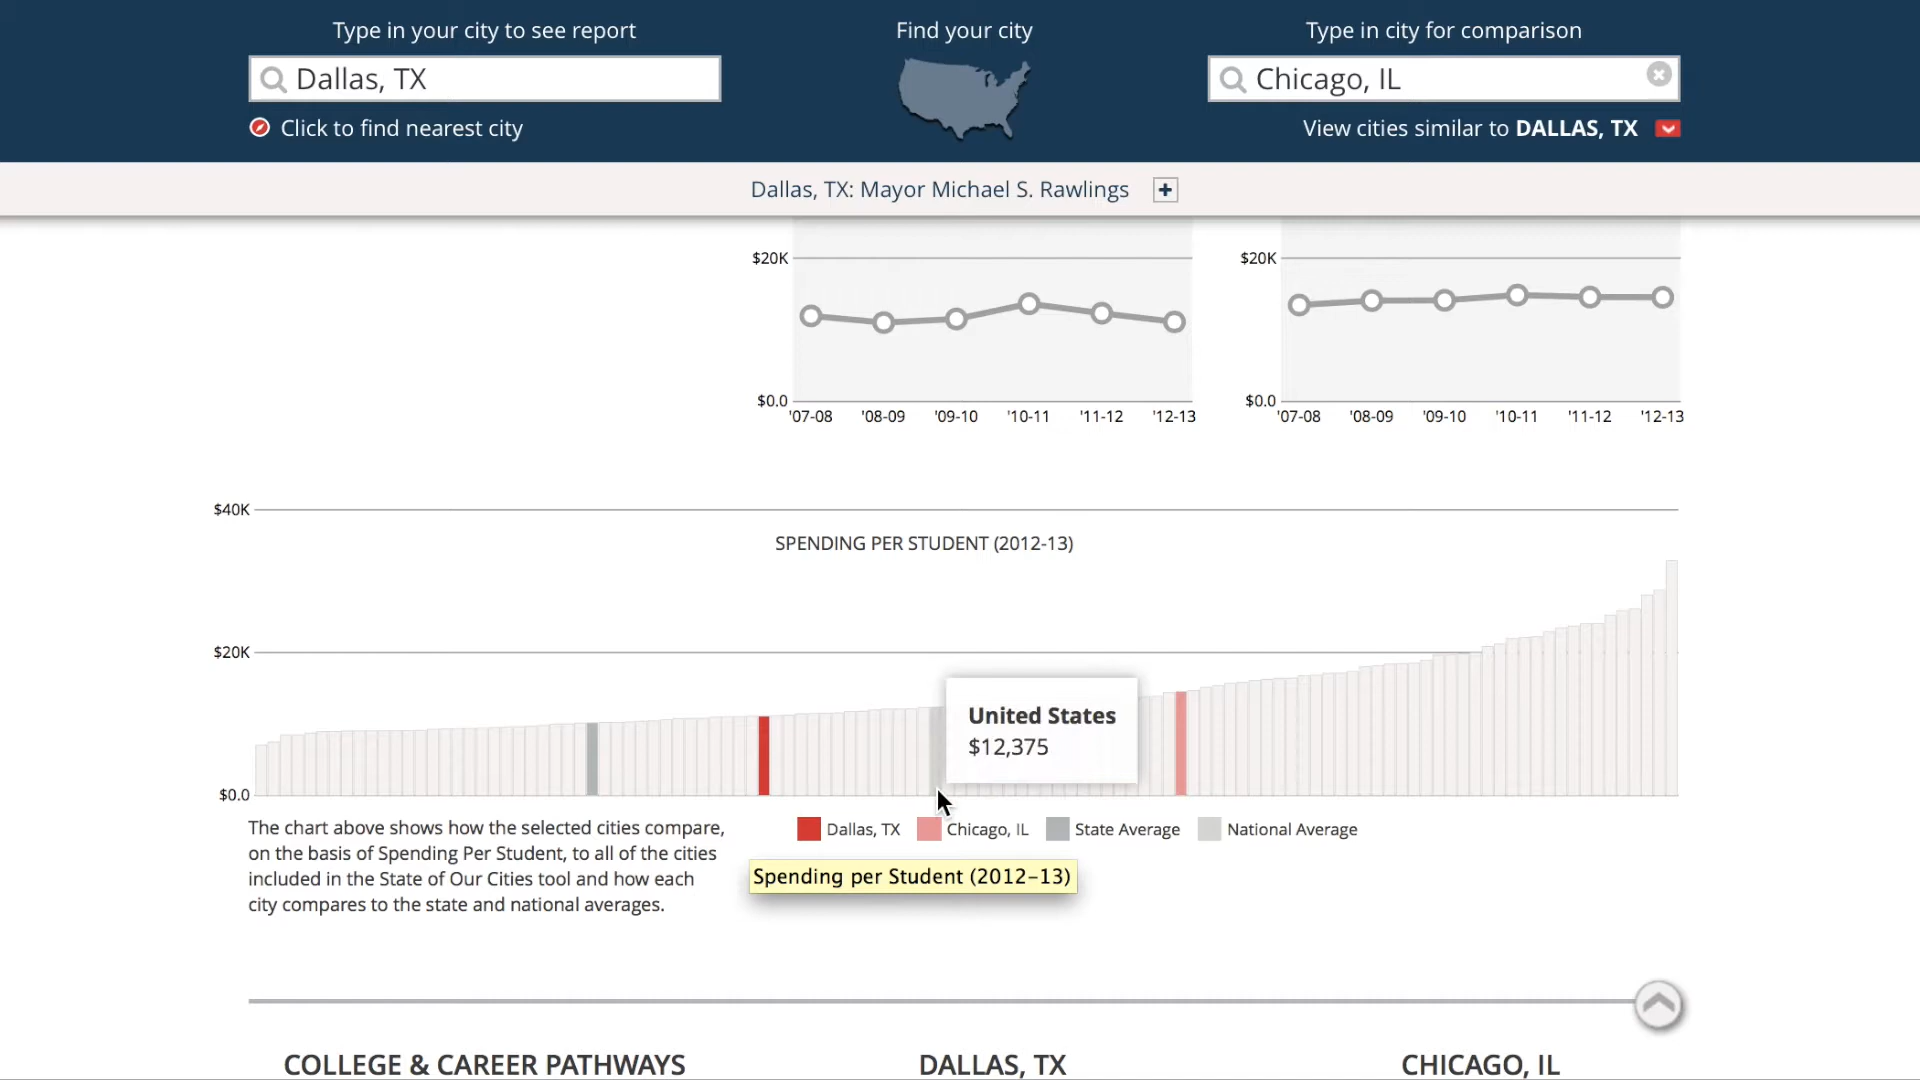 Type in your city to see report
Find your city
Type in city for comparison
Dallas, TX
Chicago, IL
Click to find nearest city
View cities similar to DALLAS, TX
Dallas, TX: Mayor Michael S. Rawlings
$20K
$0.0
'07-08 '08-09 '09-10 '10-11 '11-12 '12-13
$20K
$0.0
'07-08 '08-09 '09-10 '10-11 '11-12 '12-13
$40K
SPENDING PER STUDENT (2012-13)
$20K
United States
$12,375
$0.0
The chart above shows how the selected cities compare,
on the basis of Spending Per Student, to all of the cities
included in the State of Our Cities tool and how each
city compares to the state and national averages.
Dallas, TX
Chicago, IL
State Average
National Average
Spending per Student (2012–13)
COLLEGE & CAREER PATHWAYS
DALLAS, TX
CHICAGO, IL